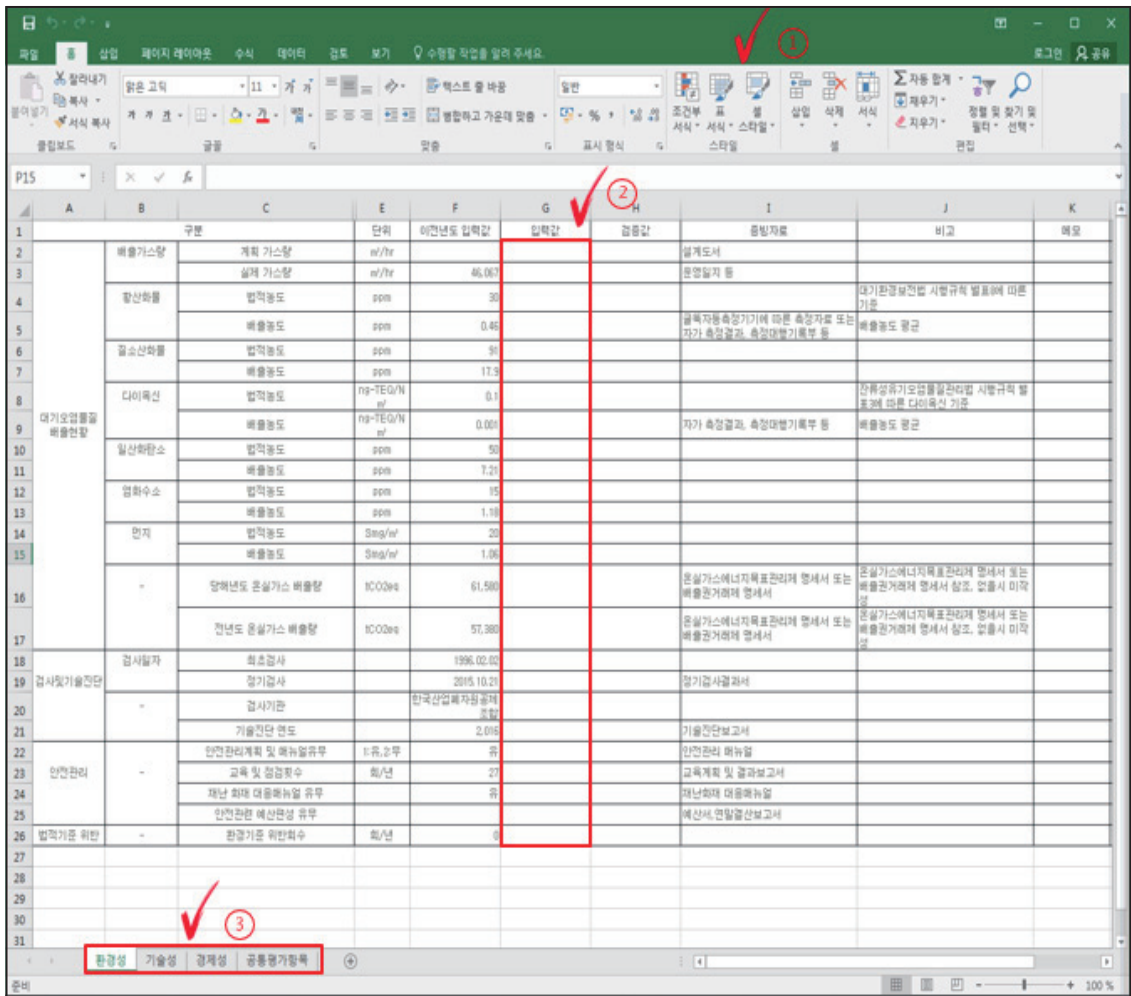 파일 홈 삽입 페이지 레이아웃 수식 데이터 검토 보기 수행할 작업을 알려 주세요. 로그인 공유
①
잘라내기
복사
서식 복사
붙여넣기
맑은 고딕 11
가 가 가
텍스트 줄 바꿈
병합하고 가운데 맞춤
일반
% ,
조건부 서식
표 서식
셀 스타일
삽입 삭제 서식
자동 합계
채우기
지우기
정렬 및 필터
찾기 및 선택
클립보드 글꼴 맞춤 표시 형식 스타일 셀 편집
P15 fx
②
A B C E F G H I J K
1 구분 단위 이전년도 입력값 입력값 검증값 증빙자료 비고 메모
2 배출가스량 계획 가스량 ㎥/hr 설계도서
3 실제 가스량 ㎥/hr 46,067 운영일지 등
4 황산화물 법적농도 ppm 30 대기환경보전법 시행규칙 별표8에 따른 기준
5 배출농도 ppm 0.46 굴뚝자동측정기기에 따른 측정자료 또는 자가 측정결과, 측정대행기록부 등 배출농도 평균
6 질소산화물 법적농도 ppm 91
7 배출농도 ppm 17.9
8 다이옥신 법적농도 ng-TEQ/N㎥ 0.1 잔류성유기오염물질관리법 시행규칙 별표3에 따른 다이옥신 기준
9 대기오염물질 배출현황 배출농도 ng-TEQ/N㎥ 0.001 자가 측정결과, 측정대행기록부 등 배출농도 평균
10 일산화탄소 법적농도 ppm 50
11 배출농도 ppm 7.21
12 염화수소 법적농도 ppm 15
13 배출농도 ppm 1.18
14 먼지 법적농도 Smg/㎥ 20
15 배출농도 Smg/㎥ 1.06
16 - 당해년도 온실가스 배출량 tCO2eq 61,580 온실가스에너지목표관리제 명세서 또는 배출권거래제 명세서 온실가스에너지목표관리제 명세서 또는 배출권거래제 명세서 참조, 없을시 미작성
17 전년도 온실가스 배출량 tCO2eq 57,380 온실가스에너지목표관리제 명세서 또는 배출권거래제 명세서 온실가스에너지목표관리제 명세서 또는 배출권거래제 명세서 참조, 없을시 미작성
18 검사일자 최초검사 1996.02.02
19 검사및기술진단 정기검사 2015.10.21 정기검사결과서
20 - 검사기관 한국산업폐자원공제조합
21 기술진단 연도 2,016 기술진단보고서
22 안전관리계획 및 매뉴얼유무 1:유,2:무 유 안전관리 매뉴얼
23 안전관리 - 교육 및 점검횟수 회/년 27 교육계획 및 결과보고서
24 재난 화재 대응매뉴얼 유무 유 재난화재 대응매뉴얼
25 안전관련 예산편성 유무 예산서,연말결산보고서
26 법적기준 위반 - 환경기준 위반회수 회/년 0
27
28
29
30
31
③
환경성 기술성 경제성 공통평가항목
준비 100 %